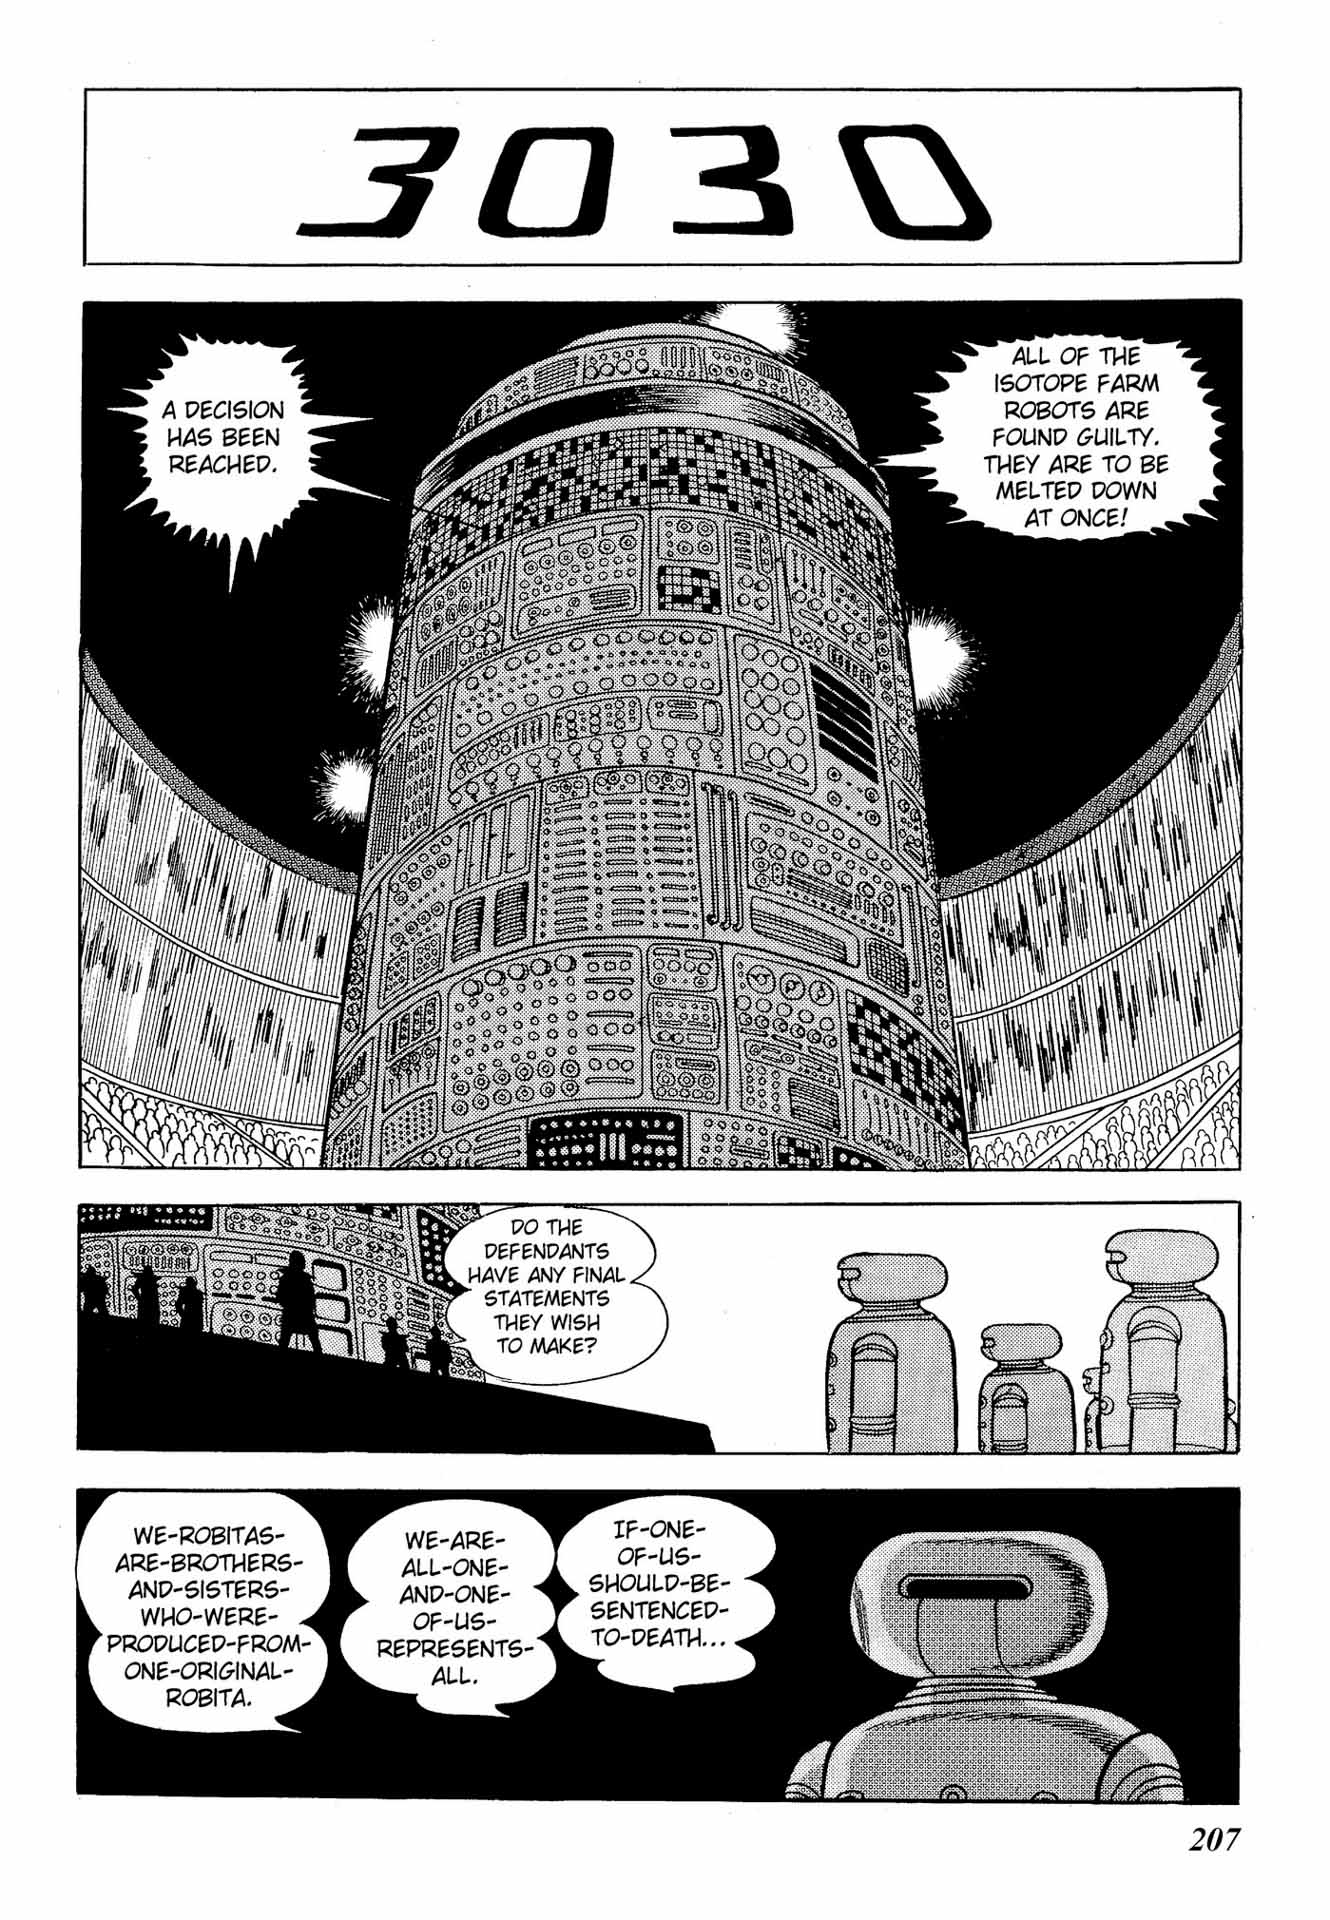 3030
A DECISION
HAS BEEN
REACHED.
ALL OF THE
ISOTOPE FARM
ROBOTS ARE
FOUND GUILTY.
THEY ARE TO BE
MELTED DOWN
AT ONCE!
DO THE
DEFENDANTS
HAVE ANY FINAL
STATEMENTS
THEY WISH
TO MAKE?
WE-ROBITAS-
ARE-BROTHERS-
AND-SISTERS-
WHO-WERE-
PRODUCED-FROM-
ONE-ORIGINAL-
ROBITA.
WE-ARE-
ALL-ONE-
AND-ONE-
OF-US-
REPRESENTS-
ALL.
IF-ONE-
OF-US-
SHOULD-BE-
SENTENCED-
TO-DEATH...
207